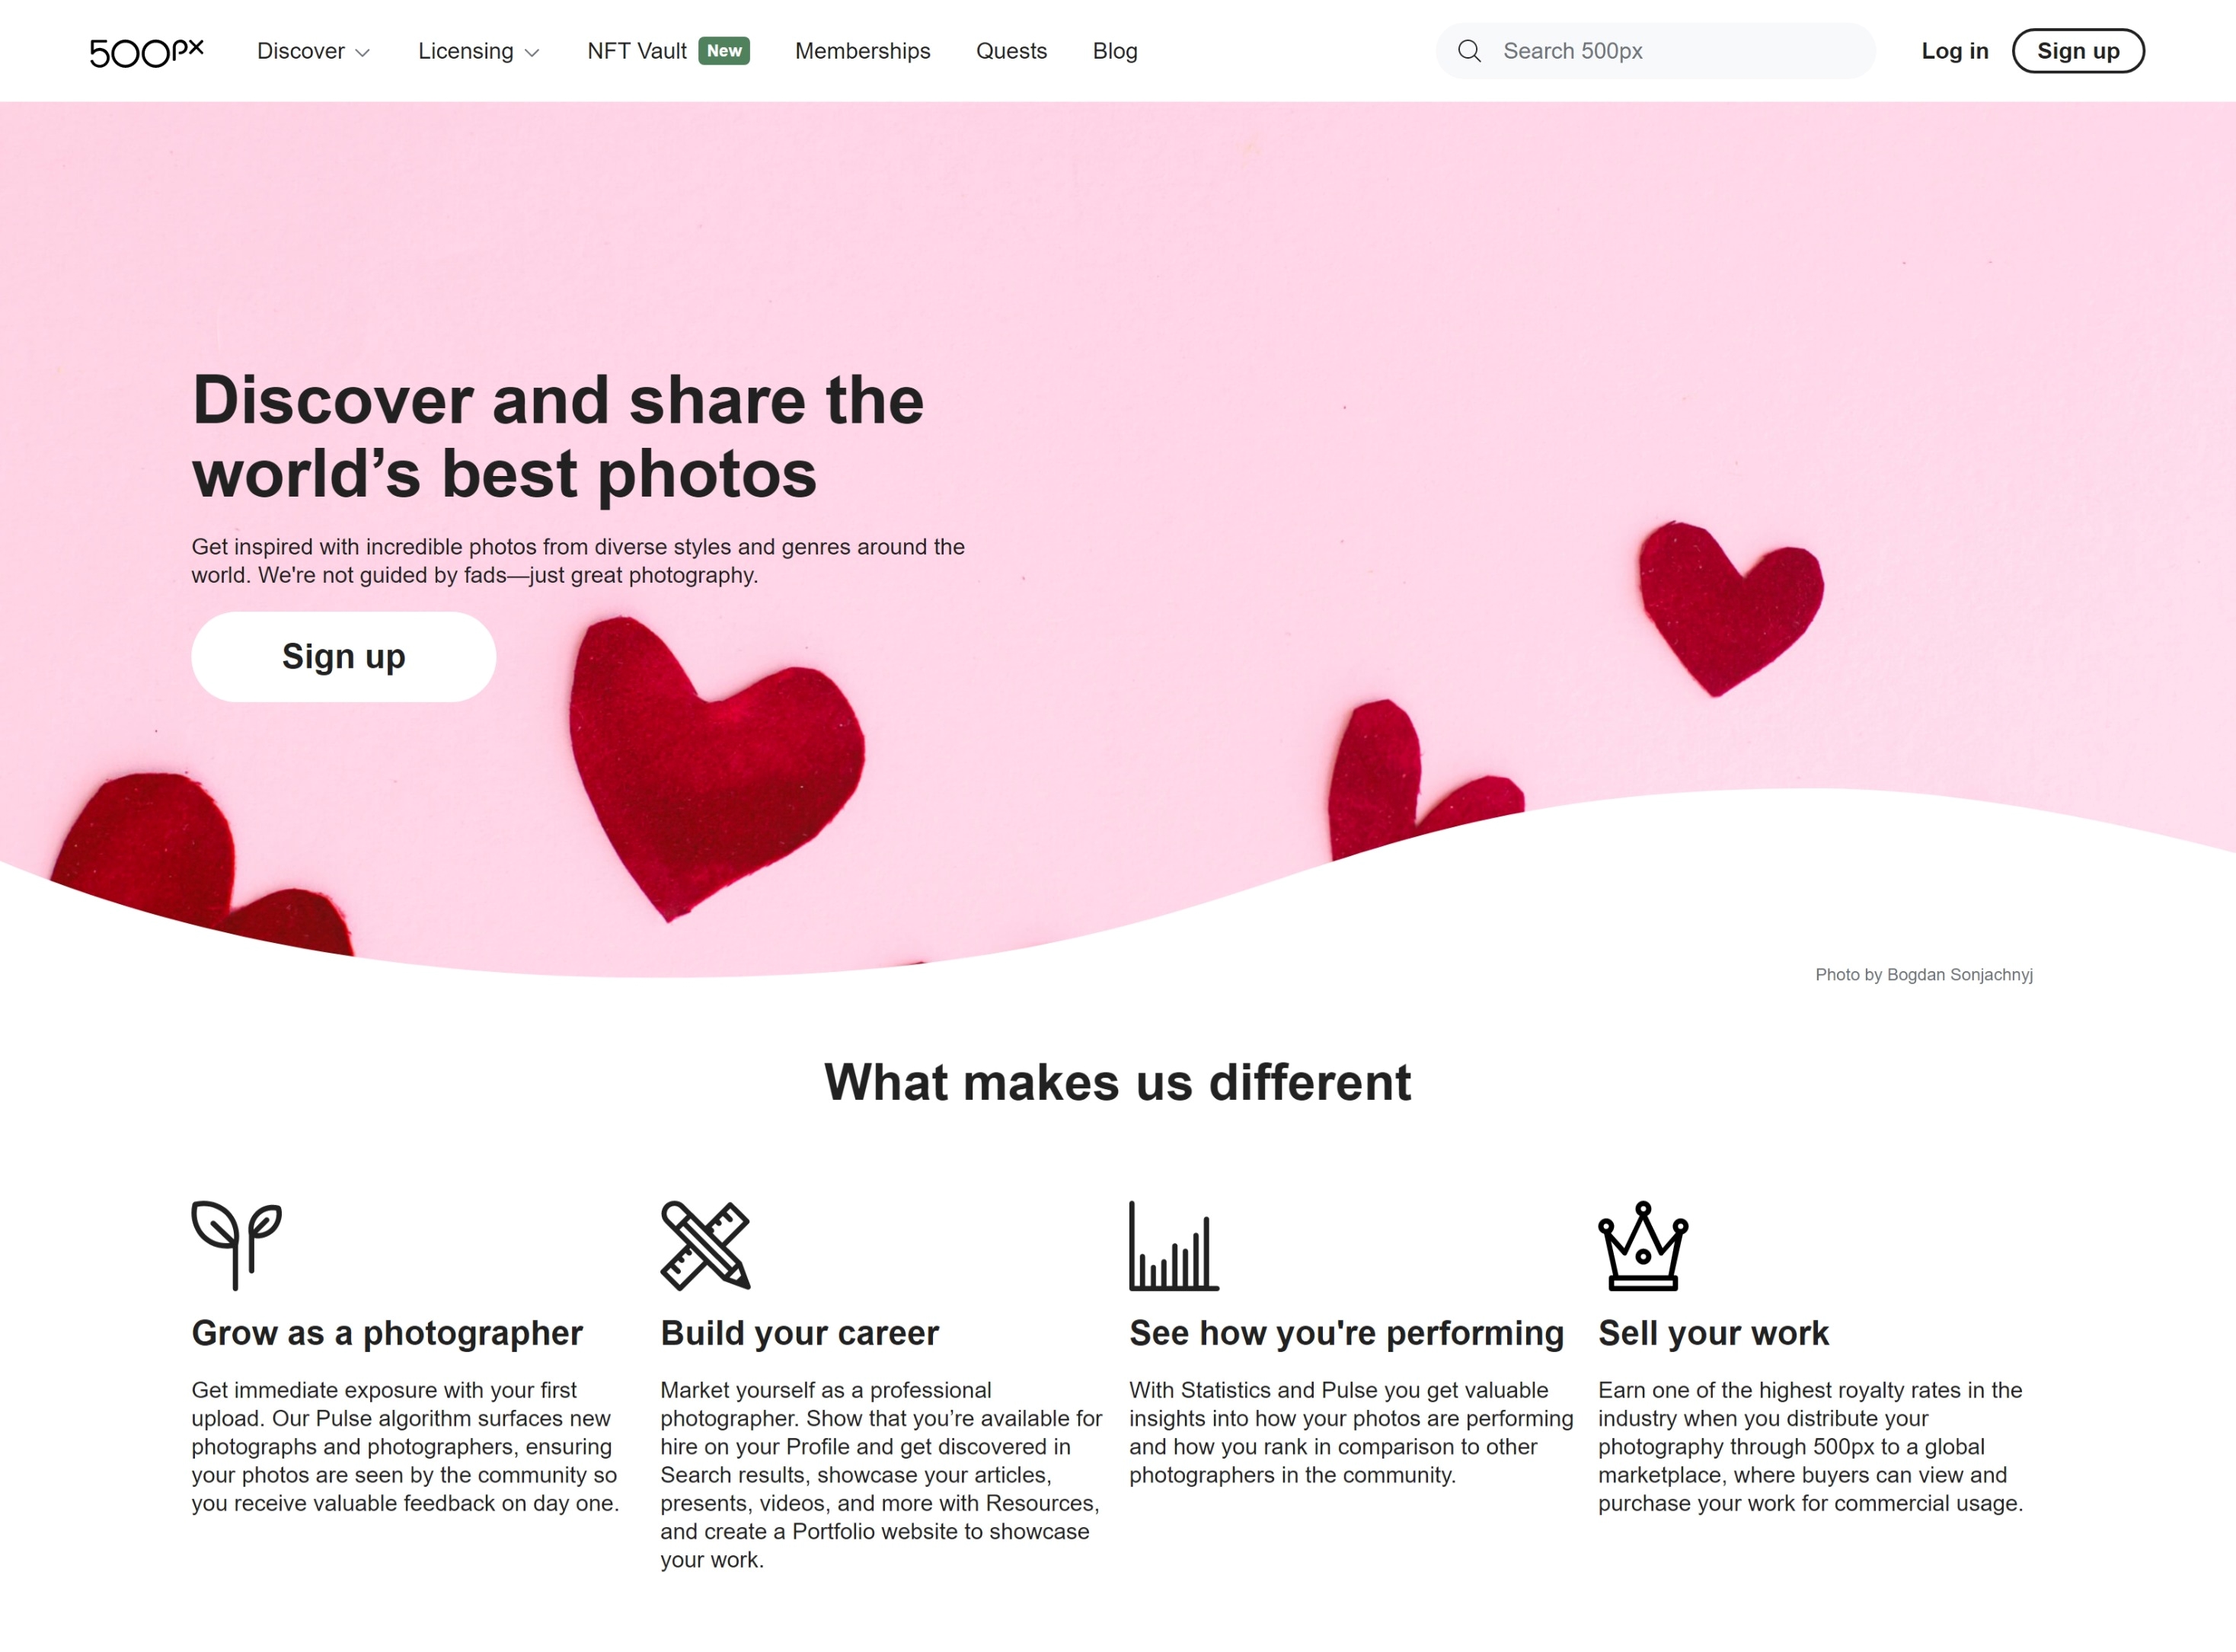 500px
Discover
Licensing
NFT Vault New
Memberships
Quests
Blog
Search 500px
Log in
Sign up
Discover and share the
world’s best photos
Get inspired with incredible photos from diverse styles and genres around the
world. We're not guided by fads—just great photography.
Sign up
Photo by Bogdan Sonjachnyj
What makes us different
Grow as a photographer
Get immediate exposure with your first
upload. Our Pulse algorithm surfaces new
photographs and photographers, ensuring
your photos are seen by the community so
you receive valuable feedback on day one.
Build your career
Market yourself as a professional
photographer. Show that you’re available for
hire on your Profile and get discovered in
Search results, showcase your articles,
presents, videos, and more with Resources,
and create a Portfolio website to showcase
your work.
See how you're performing
With Statistics and Pulse you get valuable
insights into how your photos are performing
and how you rank in comparison to other
photographers in the community.
Sell your work
Earn one of the highest royalty rates in the
industry when you distribute your
photography through 500px to a global
marketplace, where buyers can view and
purchase your work for commercial usage.